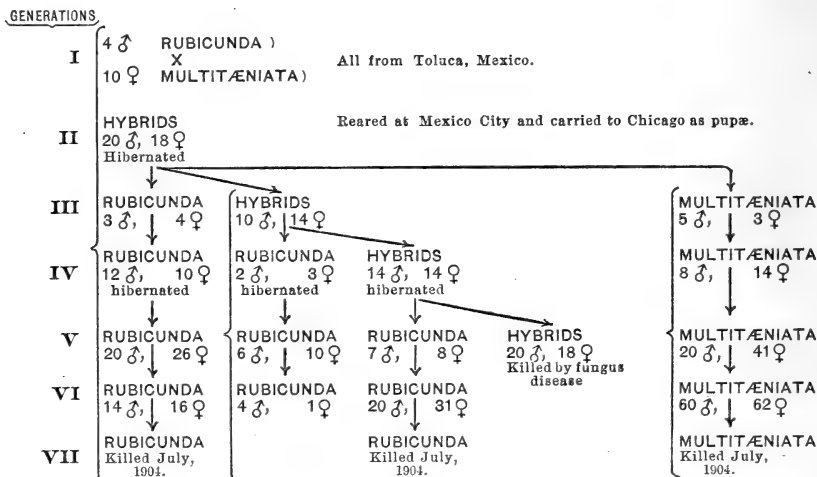 GENERATIONS
I
4 ♂ RUBICUNDA )
X
10 ♀ MULTITÆNIATA )
All from Toluca, Mexico.
II
HYBRIDS
20 ♂, 18 ♀
Hibernated
Reared at Mexico City and carried to Chicago as pupæ.
III
RUBICUNDA
3 ♂, 4 ♀
HYBRIDS
10 ♂, 14 ♀
MULTITÆNIATA
5 ♂, 3 ♀
IV
RUBICUNDA
12 ♂, 10 ♀
hibernated
RUBICUNDA
2 ♂, 3 ♀
hibernated
HYBRIDS
14 ♂, 14 ♀
hibernated
MULTITÆNIATA
8 ♂, 14 ♀
V
RUBICUNDA
20 ♂, 26 ♀
RUBICUNDA
6 ♂, 10 ♀
RUBICUNDA
7 ♂, 8 ♀
HYBRIDS
20 ♂, 18 ♀
Killed by fungus
disease
MULTITÆNIATA
20 ♂, 41 ♀
VI
RUBICUNDA
14 ♂, 16 ♀
RUBICUNDA
4 ♂, 1 ♀
RUBICUNDA
20 ♂, 31 ♀
MULTITÆNIATA
60 ♂, 62 ♀
VII
RUBICUNDA
Killed July,
1904.
RUBICUNDA
Killed July,
1904.
MULTITÆNIATA
Killed July,
1904.